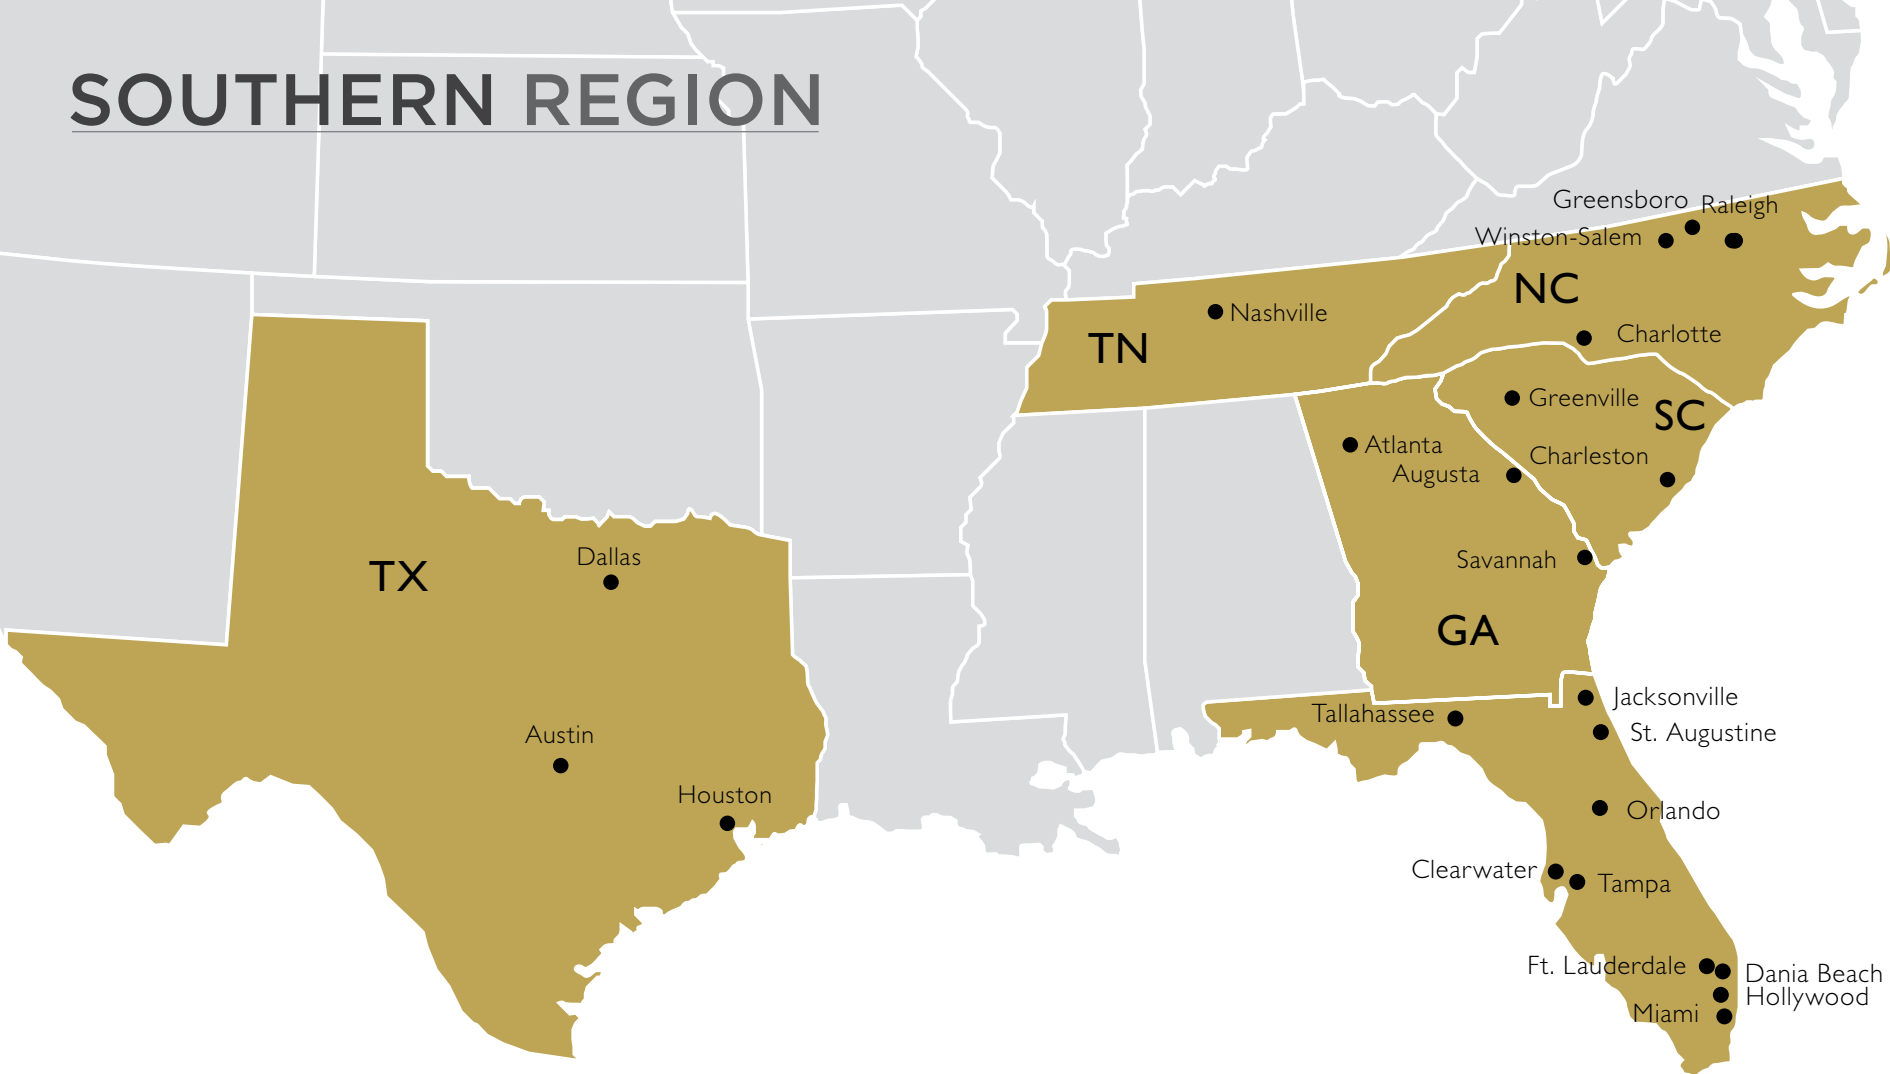 SOUTHERN REGION
Greensboro
Raleigh
Winston-Salem
NC
Nashville
TN
Charlotte
Greenville
SC
Atlanta
Charleston
Augusta
Savannah
GA
Dallas
TX
Austin
Houston
Jacksonville
Tallahassee
St. Augustine
Orlando
Clearwater
Tampa
Ft. Lauderdale
Dania Beach
Hollywood
Miami